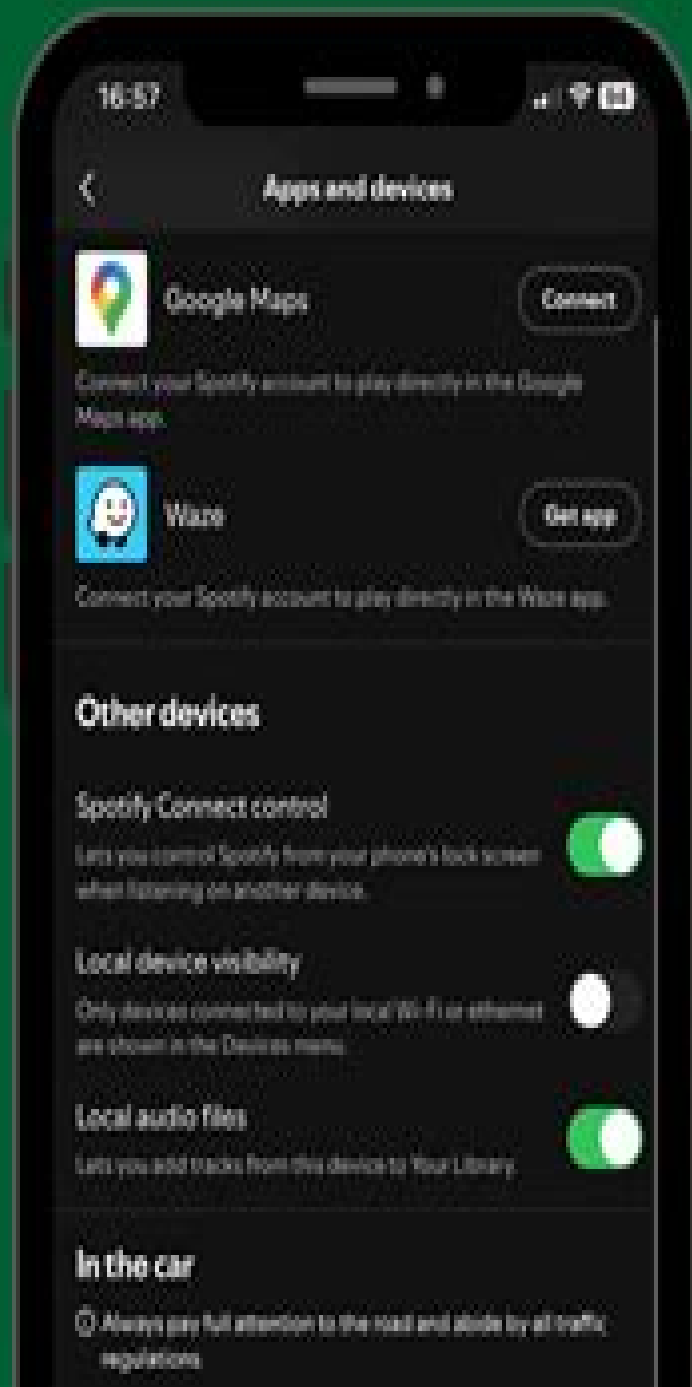 16:57
Apps and devices
Google Maps
Connect
Connect your Spotify account to play directly in the Google
Maps app.
Waze
Get app
Connect your Spotify account to play directly in the Waze app.
Other devices
Spotify Connect control
Lets you control Spotify from your phone's lock screen
when listening on another device.
Local device visibility
Only devices connected to your local Wi-Fi or ethernet
are shown in the Devices menu.
Local audio files
Lets you add tracks from this device to Your Library.
In the car
Always pay full attention to the road and abide by all traffic
regulations